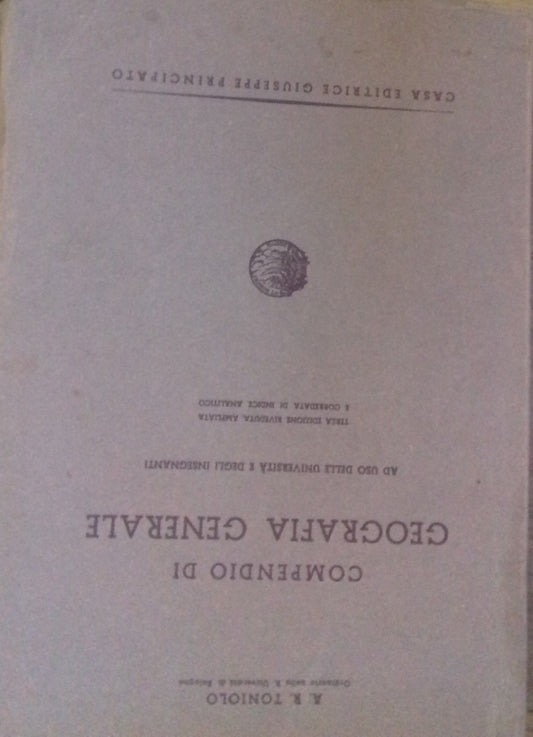 A. R. TONIOLO
Ordinario nella R. Università di Bologna
COMPENDIO DI
GEOGRAFIA GENERALE
AD USO DELLE UNIVERSITÀ E DEGLI INSEGNANTI
TERZA EDIZIONE RIVEDUTA, AMPLIATA
E CORREDATA DI INDICE ANALITICO
CASA EDITRICE GIUSEPPE PRINCIPATO